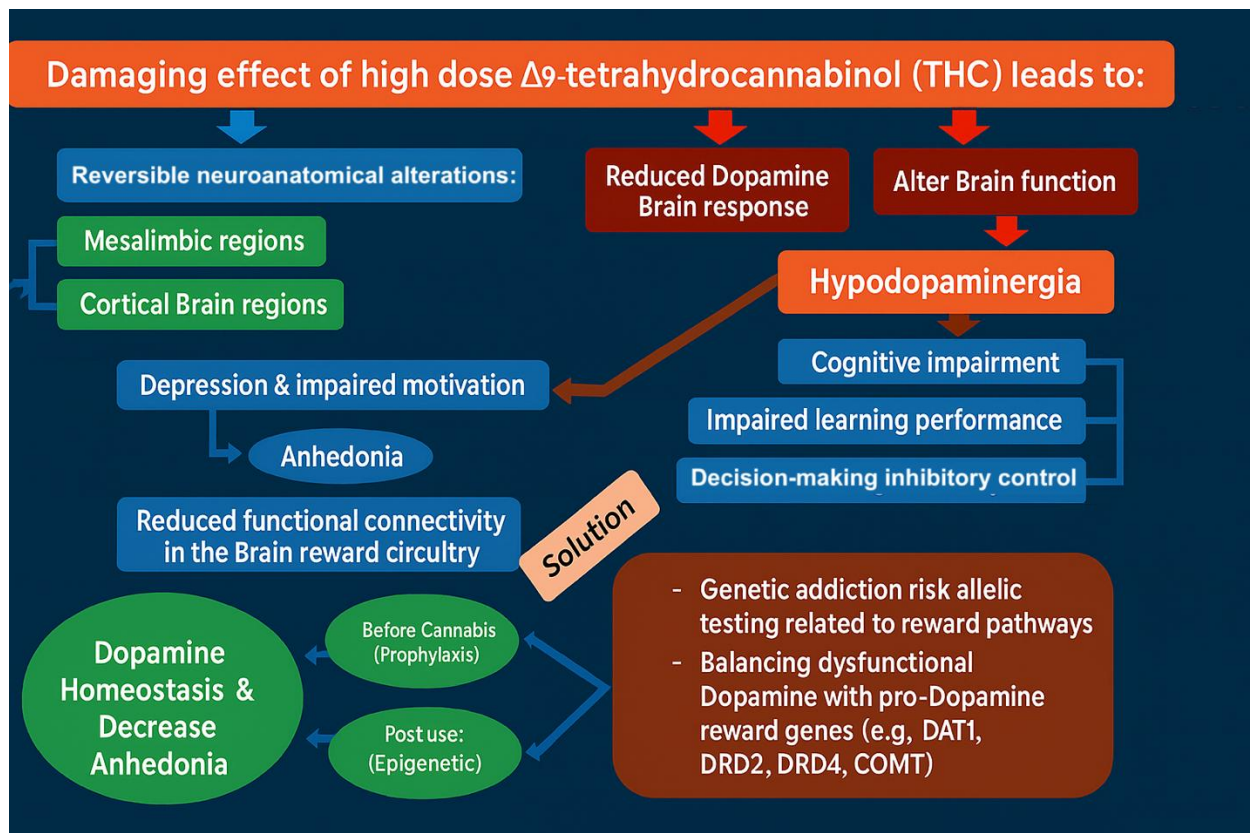 Damaging effect of high dose Δ9-tetrahydrocannabinol (THC) leads to:
Reversible neuroanatomical alterations:
Mesalimbic regions
Cortical Brain regions
Reduced Dopamine
Brain response
Alter Brain function
Hypodopaminergia
Cognitive impairment
Impaired learning performance
Decision-making inhibitory control
Depression & impaired motivation
Anhedonia
Reduced functional connectivity
in the Brain reward circultry
Solution
- Genetic addiction risk allelic
testing related to reward pathways
- Balancing dysfunctional
Dopamine with pro-Dopamine
reward genes (e.g, DAT1,
DRD2, DRD4, COMT)
Before Cannabis
(Prophylaxis)
Post use:
(Epigenetic)
Dopamine
Homeostasis &
Decrease
Anhedonia